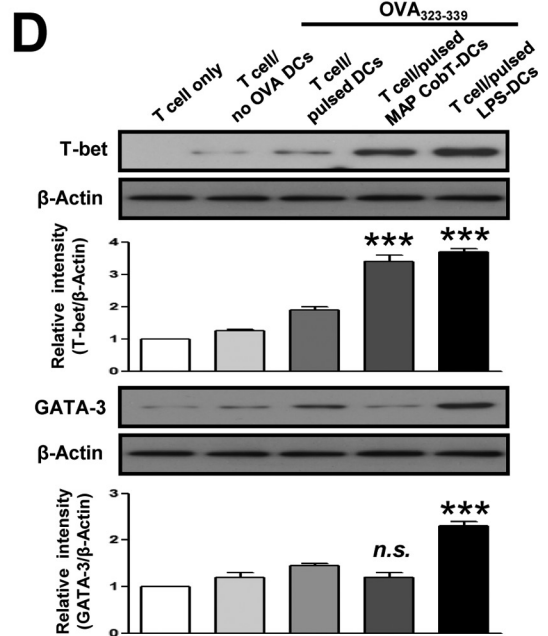 D
OVA323-339
T cell only
T cell/
no OVA DCs
T cell/
pulsed DCs
T cell/pulsed
MAP CobT-DCs
T cell/pulsed
LPS-DCs
T-bet
β-Actin
Relative intensity
(T-bet/β-Actin)
4
3
2
1
0
***
***
GATA-3
β-Actin
Relative intensity
(GATA-3/β-Actin)
3
2
1
0
n.s.
***